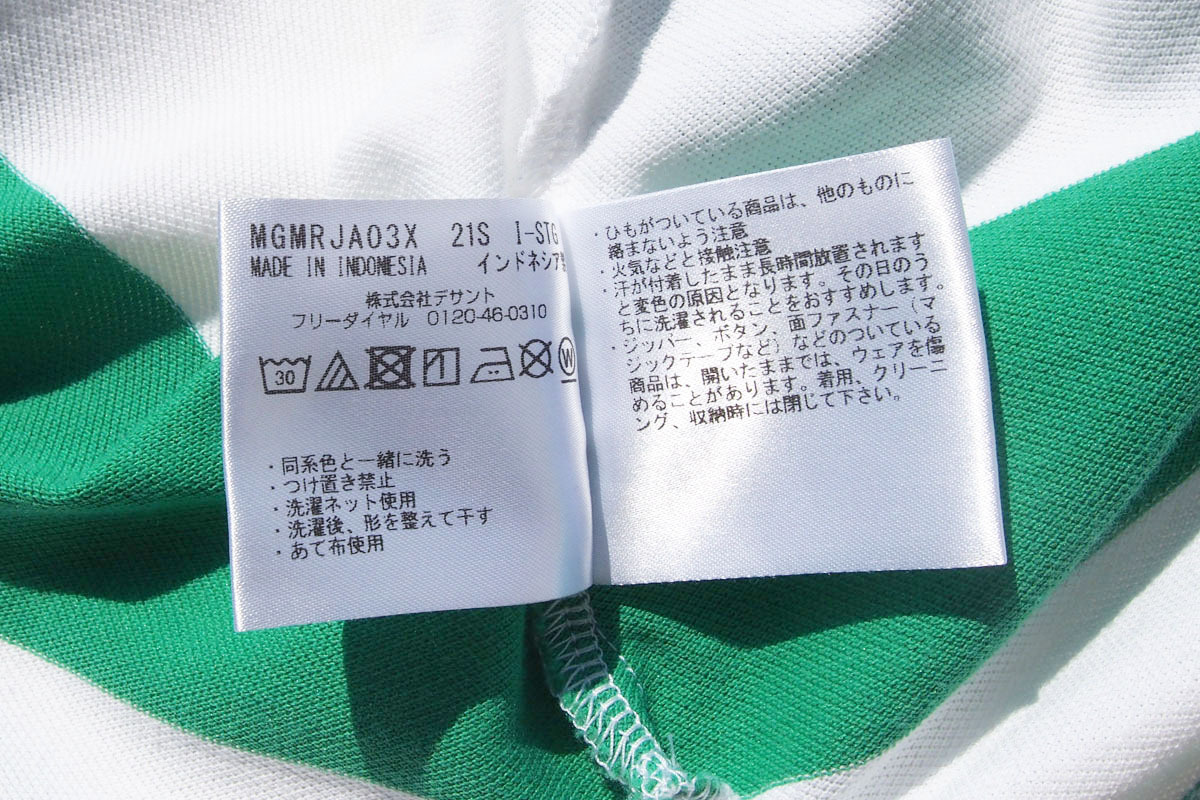 MGMRJA03X 21S I-STG
MADE IN INDONESIA インドネシア製
株式会社デサント
フリーダイヤル 0120-46-0310
30
W
・同系色と一緒に洗う
・つけ置き禁止
・洗濯ネット使用
・洗濯後、形を整えて干す
・あて布使用
・ひもがついている商品は、他のものに
絡まないよう注意
・火気などと接触注意
・汗が付着したまま長時間放置されます
と変色の原因となります。その日のう
ちに洗濯されることをおすすめします。
・ジッパー、ボタン、面ファスナー（マ
ジックテープなど）などのついている
商品は、開いたままでは、ウェアを傷
めることがあります。着用、クリーニ
ング、収納時には閉じて下さい。